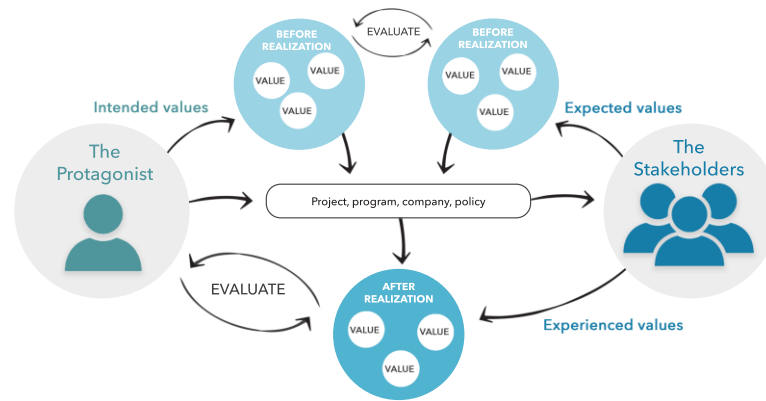 BEFORE
REALIZATION
VALUE
VALUE
VALUE
EVALUATE
BEFORE
REALIZATION
VALUE
VALUE
VALUE
Intended values
Expected values
The
Protagonist
The
Stakeholders
Project, program, company, policy
EVALUATE
AFTER
REALIZATION
VALUE
VALUE
VALUE
Experienced values